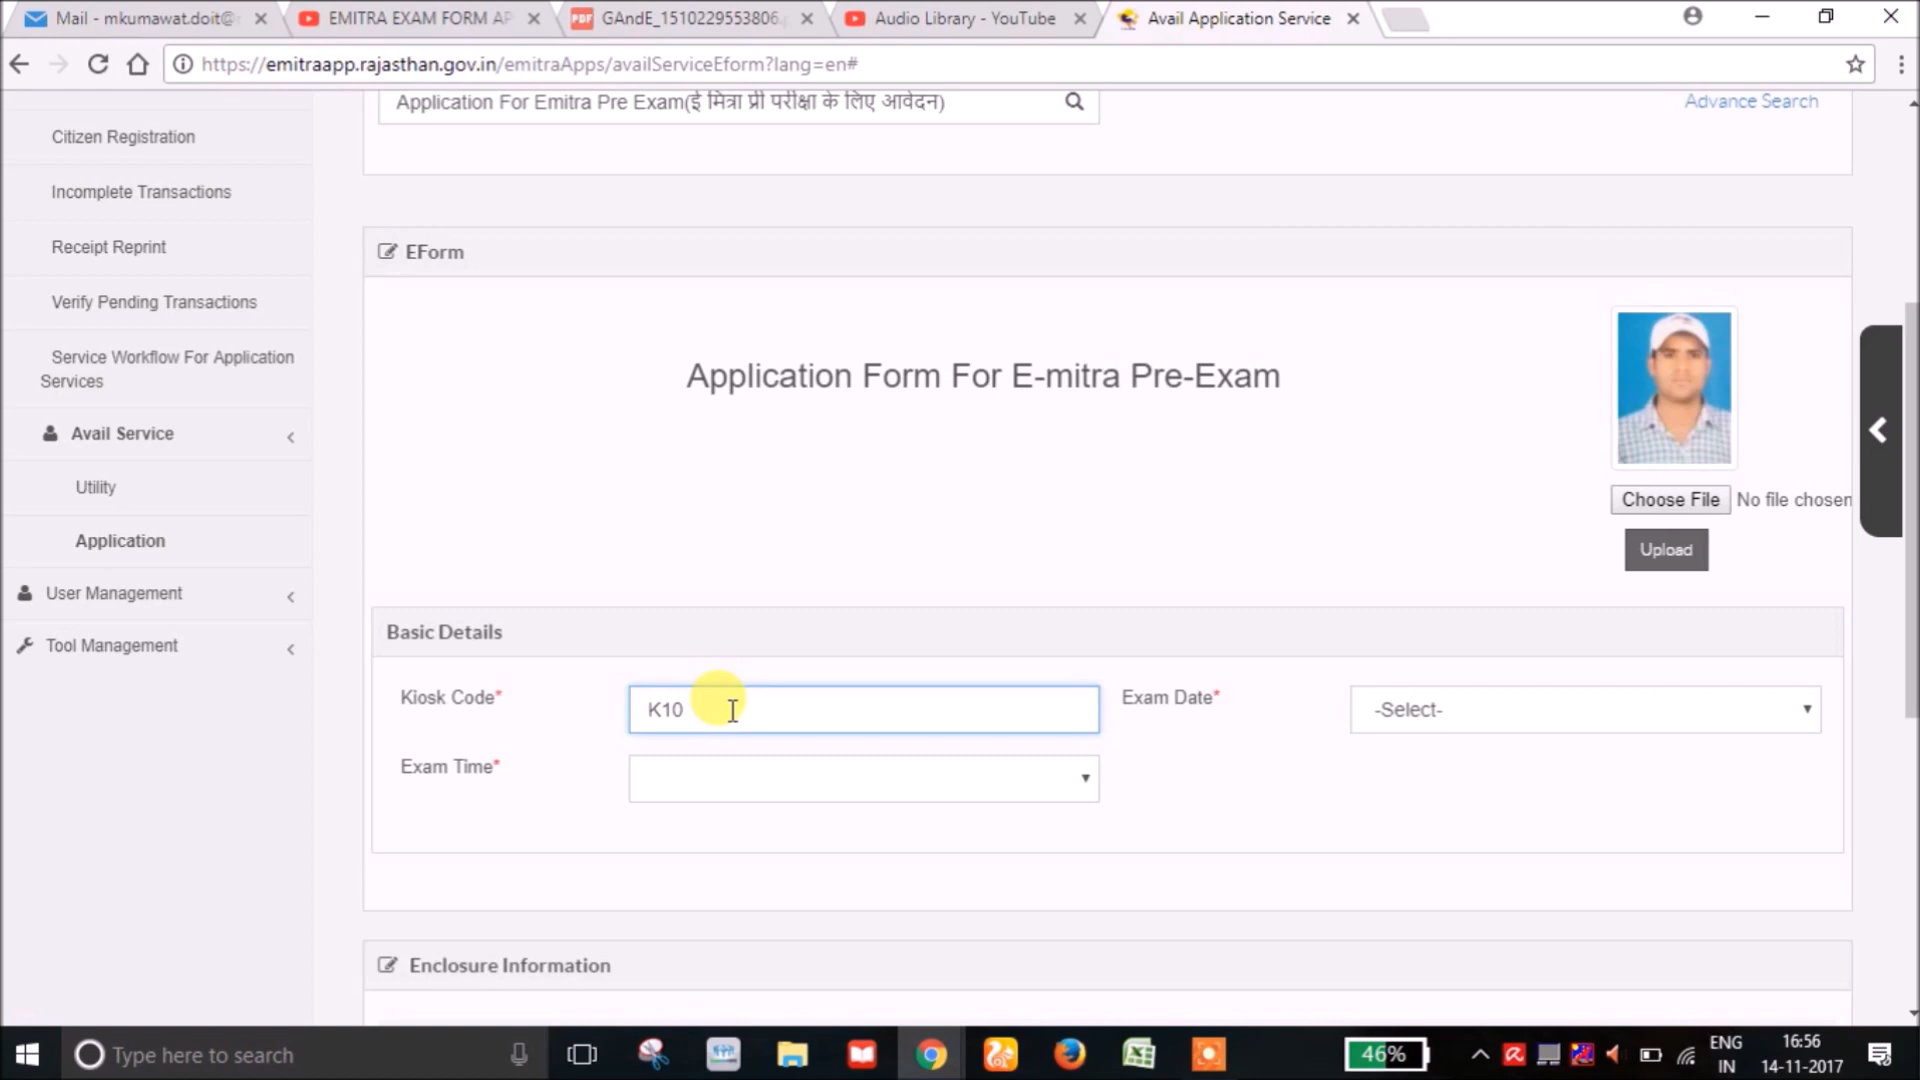 Mail - mkumawat.doit@
EMITRA EXAM FORM AP
GAndE_1510229553806.
Audio Library - YouTube
Avail Application Service
https://emitraapp.rajasthan.gov.in/emitraApps/availServiceEform?lang=en#
Application For Emitra Pre Exam(ई मित्रा प्री परीक्षा के लिए आवेदन)
Advance Search
Citizen Registration
Incomplete Transactions
Receipt Reprint
Verify Pending Transactions
Service Workflow For Application
Services
Avail Service
Utility
Application
User Management
Tool Management
EForm
Application Form For E-mitra Pre-Exam
Choose File No file chosen
Upload
Basic Details
Kiosk Code*
K10
Exam Date*
-Select-
Exam Time*
Enclosure Information
Type here to search
46%
ENG
IN
16:56
14-11-2017